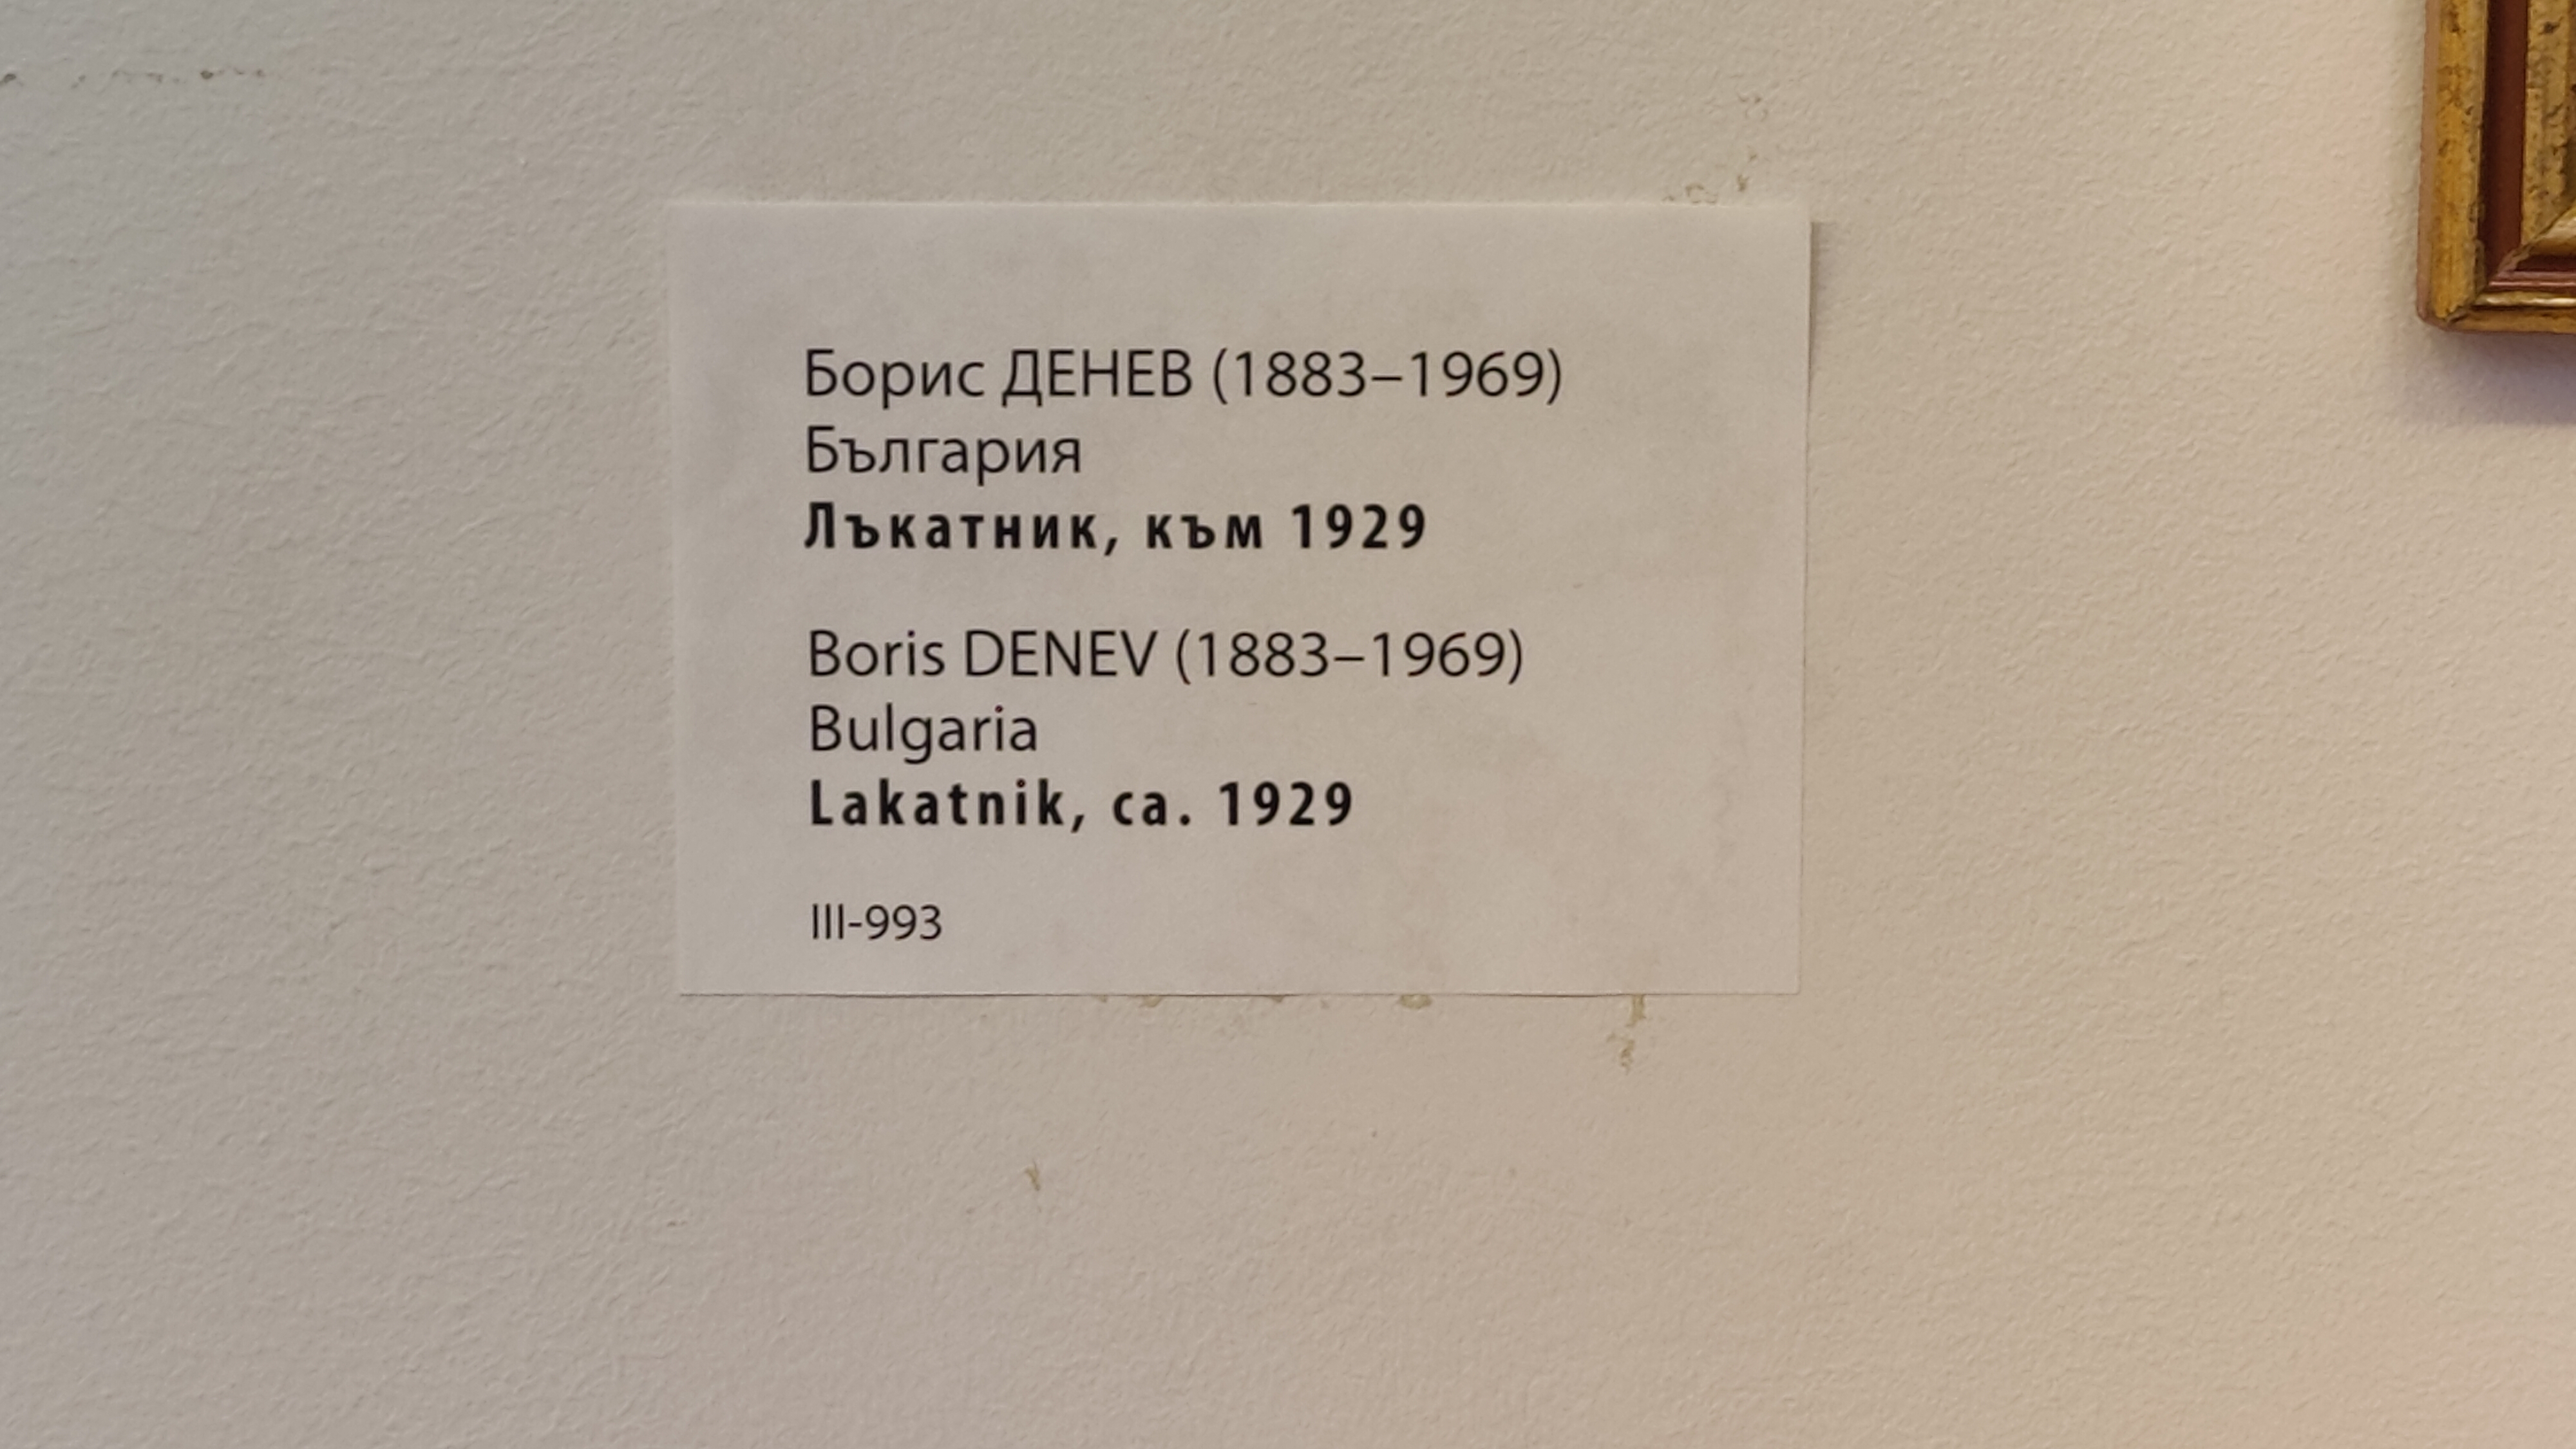 Борис ДЕНЕВ (1883–1969)
България
Лъкатник, към 1929
Boris DENEV (1883–1969)
Bulgaria
Lakatnik, ca. 1929
III-993